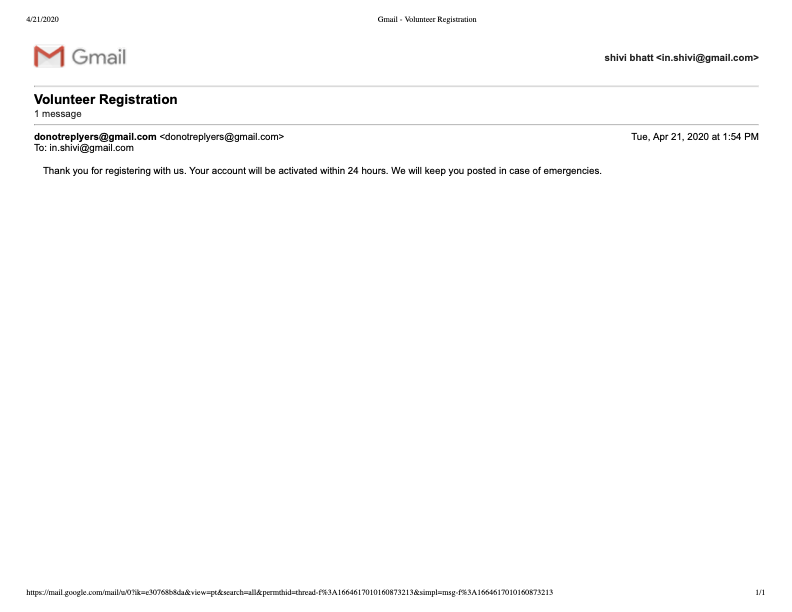 4/21/2020 Gmail - Volunteer Registration
Gmail shivi bhatt <in.shivi@gmail.com>
Volunteer Registration
1 message
donotreplyers@gmail.com <donotreplyers@gmail.com> Tue, Apr 21, 2020 at 1:54 PM
To: in.shivi@gmail.com
Thank you for registering with us. Your account will be activated within 24 hours. We will keep you posted in case of emergencies.
https://mail.google.com/mail/u/0?ik=e30768b8da&view=pt&search=all&permthid=thread-f%3A1664617010160873213&simpl=msg-f%3A1664617010160873213 1/1